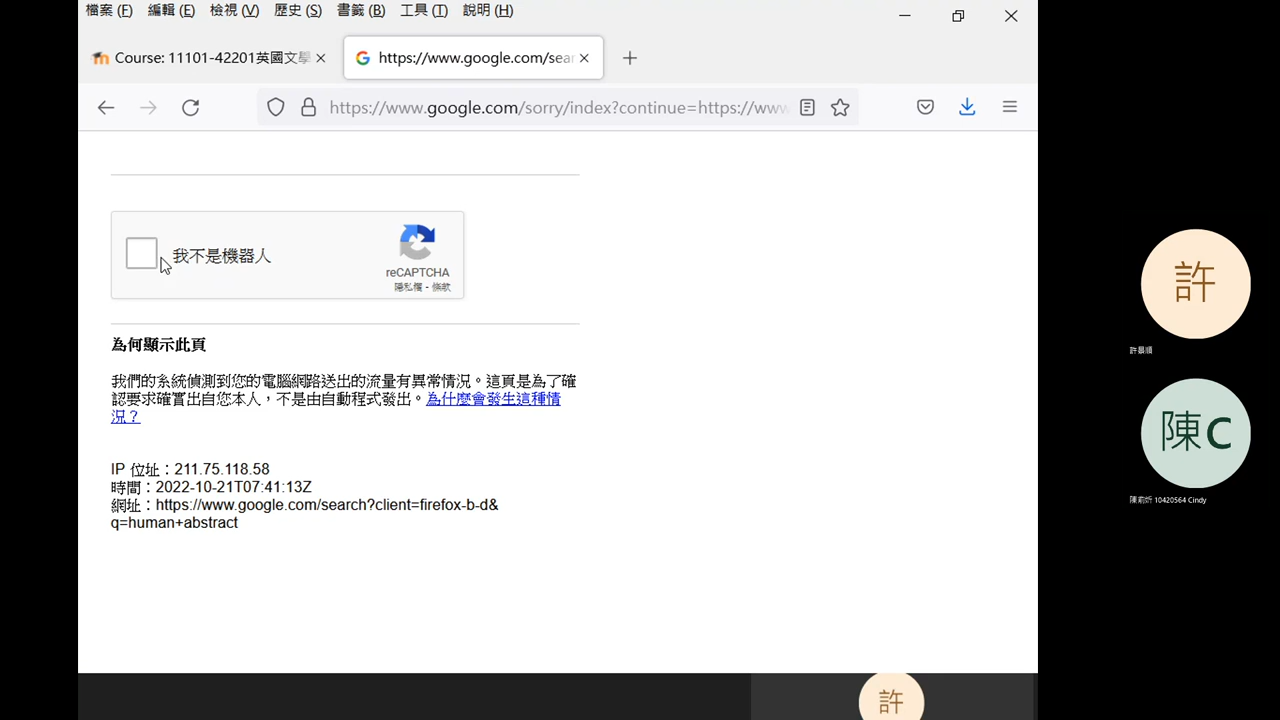 檔案 (F) 編輯 (E) 檢視 (V) 歷史 (S) 書籤 (B) 工具 (T) 說明 (H)
Course: 11101-42201英國文學
https://www.google.com/sea
https://www.google.com/sorry/index?continue=https://www
我不是機器人
reCAPTCHA
隱私權 - 條款
為何顯示此頁
我們的系統偵測到您的電腦網路送出的流量有異常情況。這頁是為了確
認要求確實出自您本人，不是由自動程式發出。為什麼會發生這種情
況？
IP 位址：211.75.118.58
時間：2022-10-21T07:41:13Z
網址：https://www.google.com/search?client=firefox-b-d&
q=human+abstract
許
許景順
陳C
10420564 Cindy
許